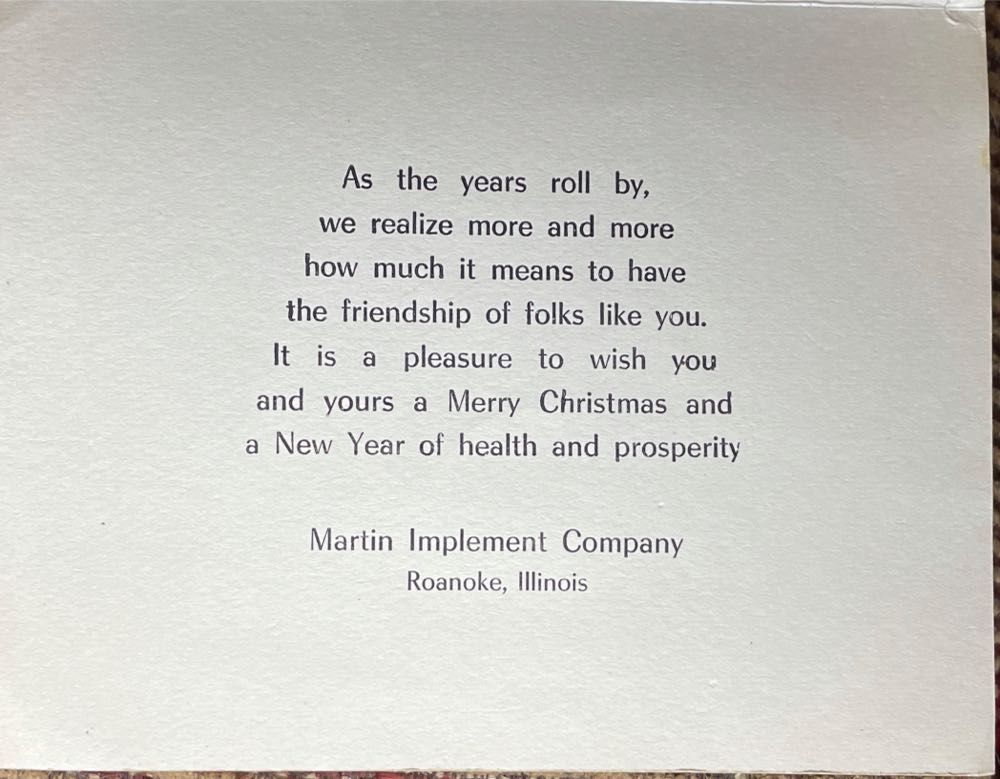 As the years roll by,
we realize more and more
how much it means to have
the friendship of folks like you.
It is a pleasure to wish you
and yours a Merry Christmas and
a New Year of health and prosperity
Martin Implement Company
Roanoke, Illinois